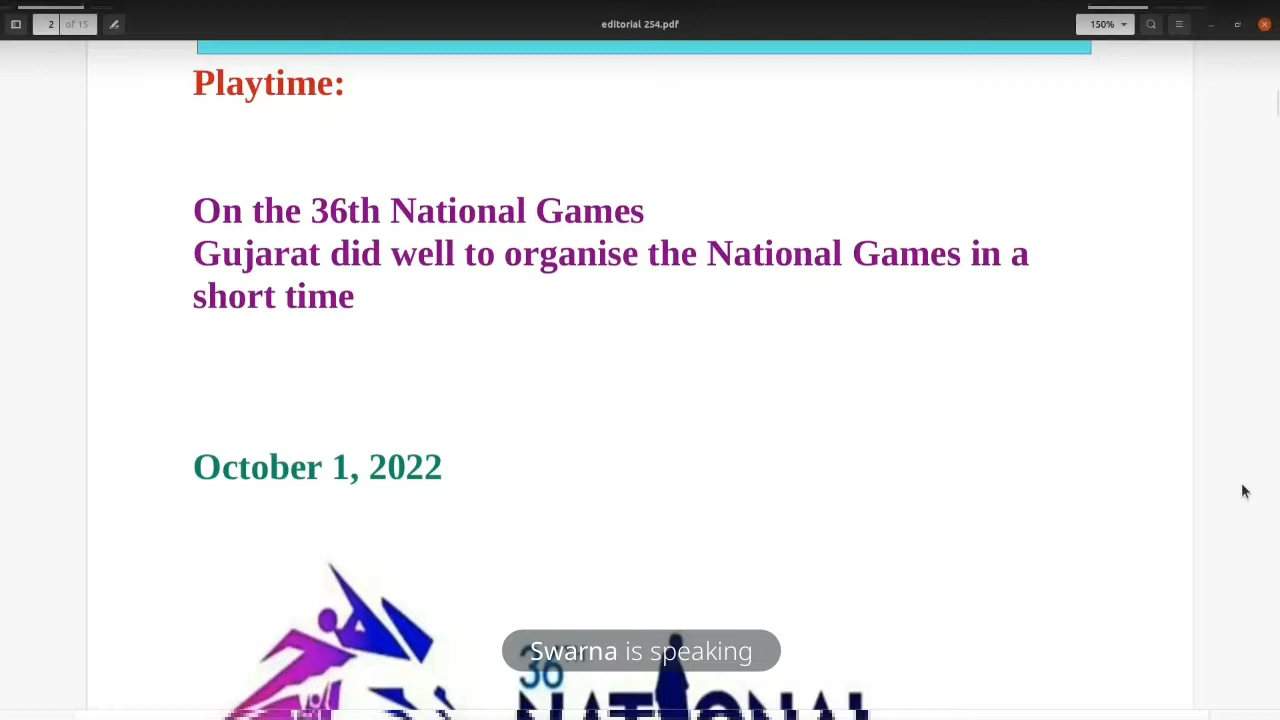 2 of 15
editorial 254.pdf
150%
Playtime:
On the 36th National Games
Gujarat did well to organise the National Games in a
short time
October 1, 2022
Swarna is speaking
36
NATIONAL